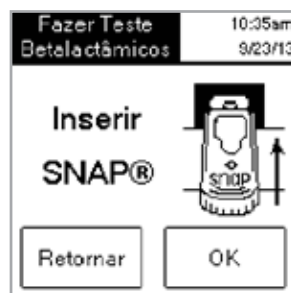 Fazer Teste
Betalactâmicos
10:35am
9/23/13
Inserir
SNAP®
snap
Retornar
OK